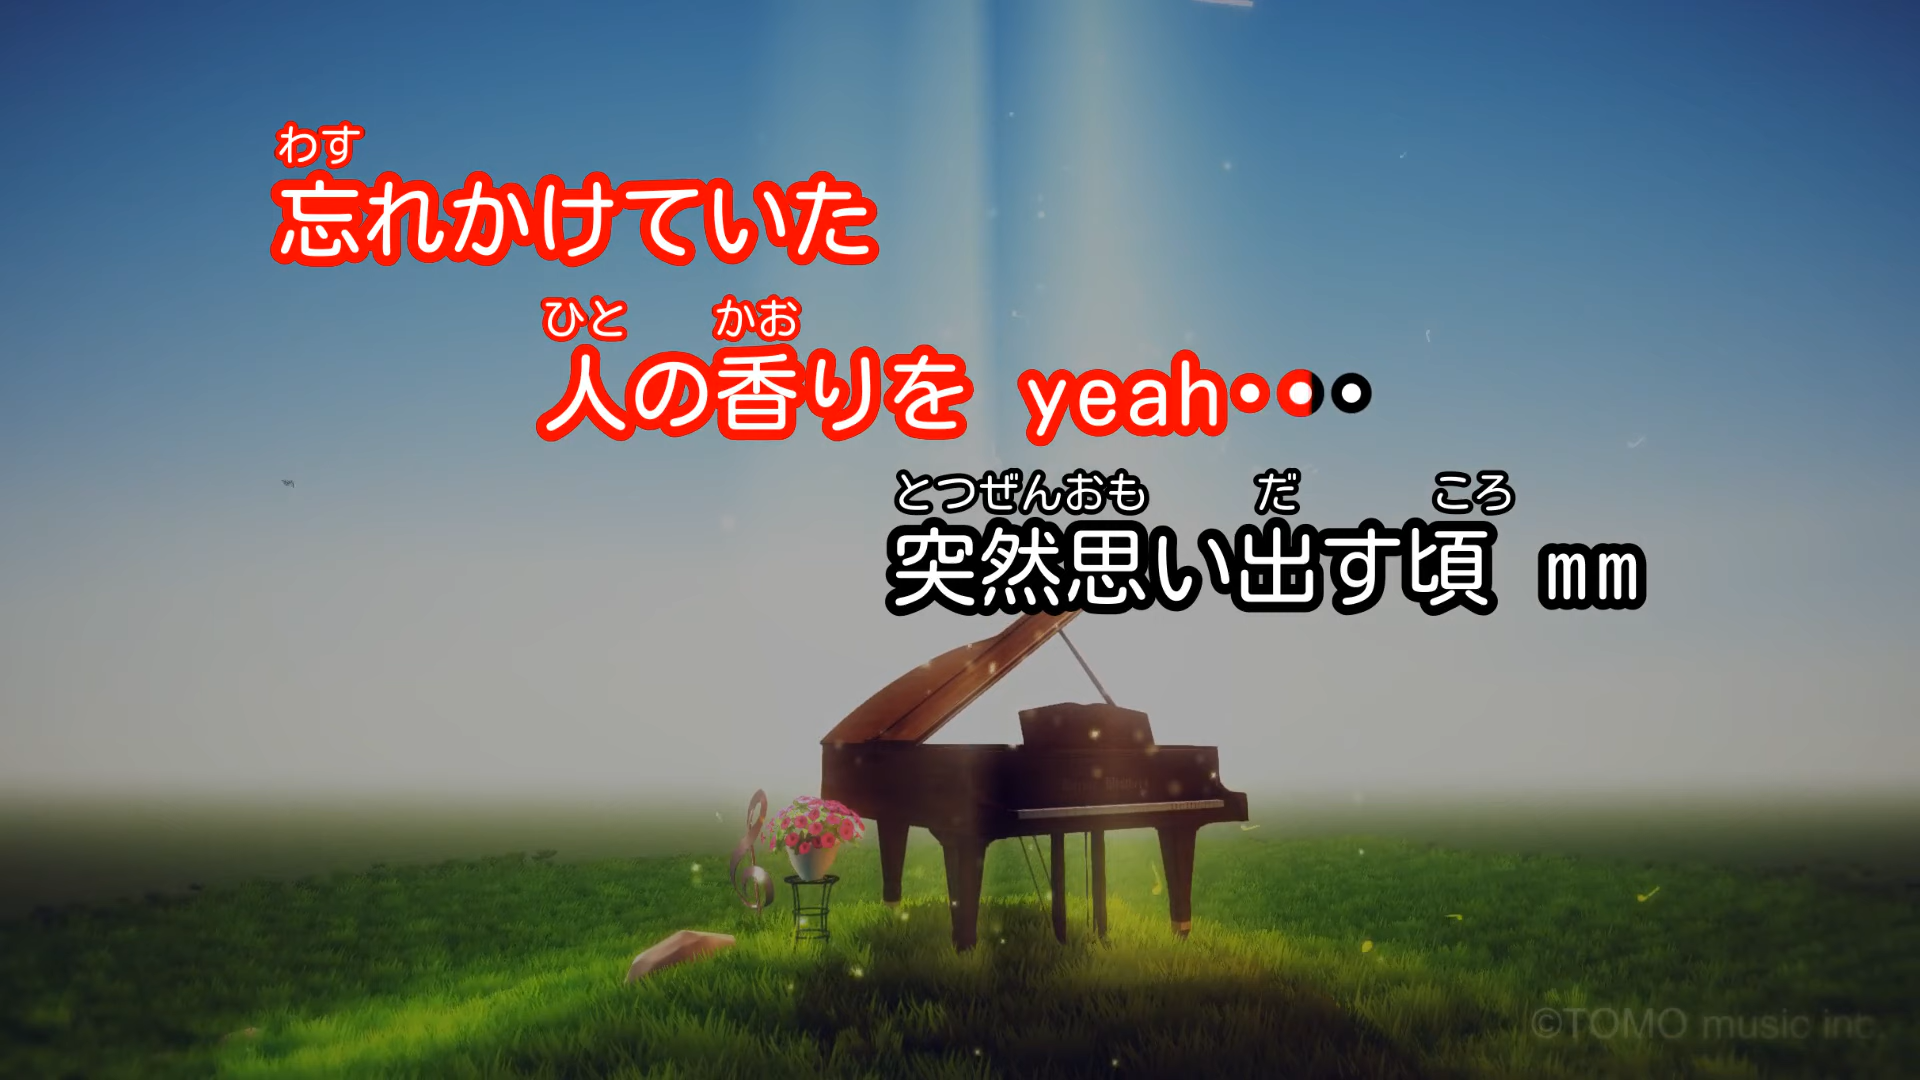 わす
忘れかけていた
ひと かお
人の香りを yeah・・・
とつぜんおも だ ころ
突然思い出す頃 mm
©TOMO music inc.